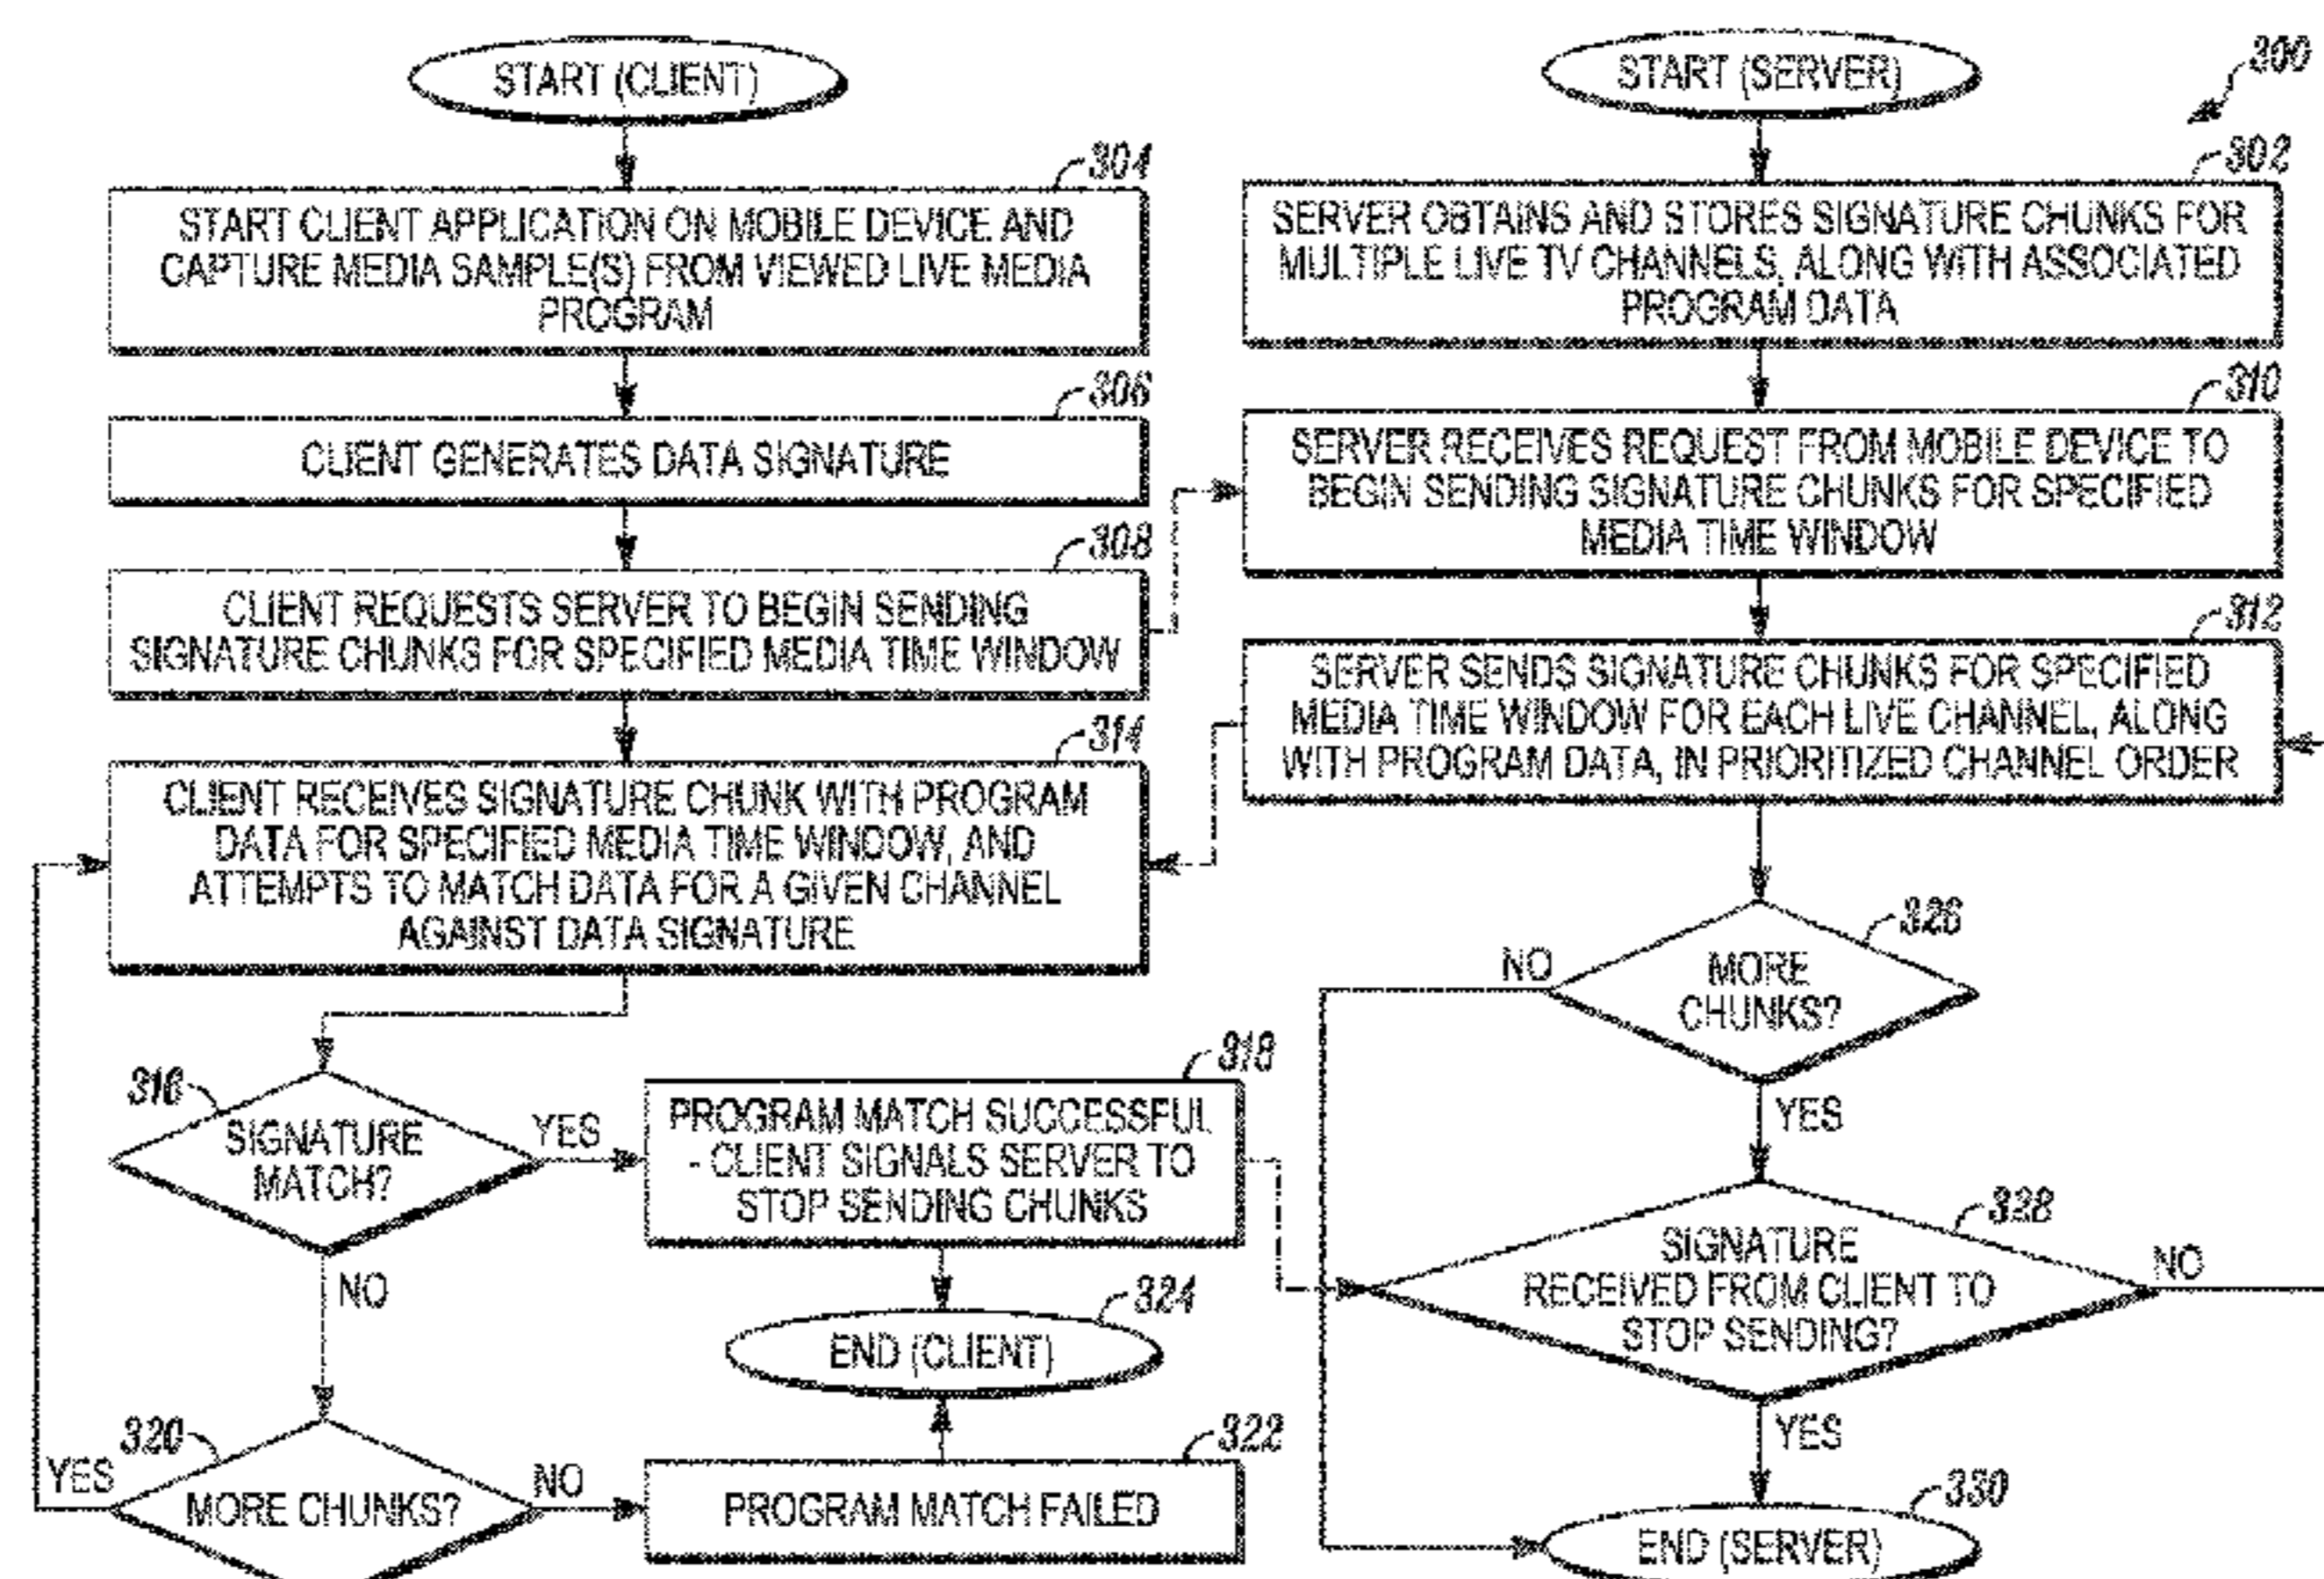 START (CLIENT)
304
START CLIENT APPLICATION ON MOBILE DEVICE AND
CAPTURE MEDIA SAMPLE(S) FROM VIEWED LIVE MEDIA
PROGRAM
306
CLIENT GENERATES DATA SIGNATURE
308
CLIENT REQUESTS SERVER TO BEGIN SENDING
SIGNATURE CHUNKS FOR SPECIFIED MEDIA TIME WINDOW
314
CLIENT RECEIVES SIGNATURE CHUNK WITH PROGRAM
DATA FOR SPECIFIED MEDIA TIME WINDOW, AND
ATTEMPTS TO MATCH DATA FOR A GIVEN CHANNEL
AGAINST DATA SIGNATURE
316
SIGNATURE
MATCH?
YES
NO
318
PROGRAM MATCH SUCCESSFUL
- CLIENT SIGNALS SERVER TO
STOP SENDING CHUNKS
324
END (CLIENT)
320
YES
MORE CHUNKS?
NO
322
PROGRAM MATCH FAILED
START (SERVER)
300
302
SERVER OBTAINS AND STORES SIGNATURE CHUNKS FOR
MULTIPLE LIVE TV CHANNELS, ALONG WITH ASSOCIATED
PROGRAM DATA
310
SERVER RECEIVES REQUEST FROM MOBILE DEVICE TO
BEGIN SENDING SIGNATURE CHUNKS FOR SPECIFIED
MEDIA TIME WINDOW
312
SERVER SENDS SIGNATURE CHUNKS FOR SPECIFIED
MEDIA TIME WINDOW FOR EACH LIVE CHANNEL, ALONG
WITH PROGRAM DATA, IN PRIORITIZED CHANNEL ORDER
326
NO
MORE
CHUNKS?
YES
328
SIGNATURE
RECEIVED FROM CLIENT TO
STOP SENDING?
NO
YES
330
END (SERVER)